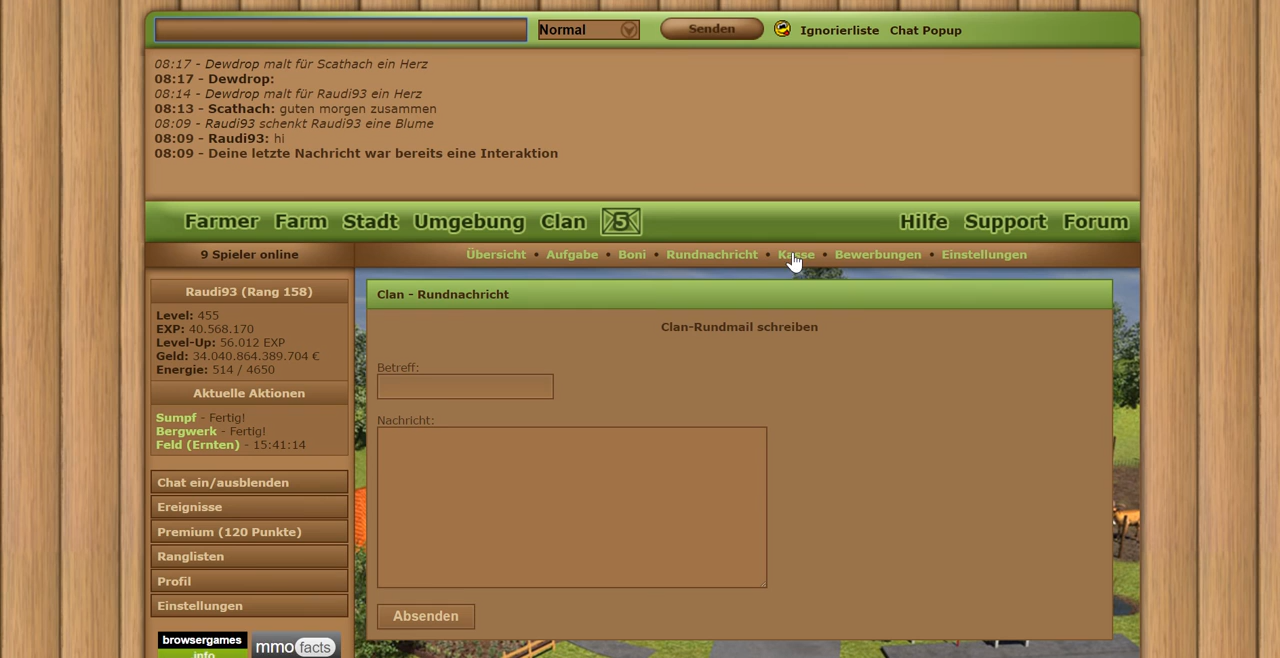 Normal Senden Ignorierliste Chat Popup
08:17 - Dewdrop malt für Scathach ein Herz
08:17 - Dewdrop:
08:14 - Dewdrop malt für Raudi93 ein Herz
08:13 - Scathach: guten morgen zusammen
08:09 - Raudi93 schenkt Raudi93 eine Blume
08:09 - Raudi93: hi
08:09 - Deine letzte Nachricht war bereits eine Interaktion
Farmer Farm Stadt Umgebung Clan 5 Hilfe Support Forum
9 Spieler online
Übersicht • Aufgabe • Boni • Rundnachricht • Kasse • Bewerbungen • Einstellungen
Raudi93 (Rang 158)
Level: 455
EXP: 40.568.170
Level-Up: 56.012 EXP
Geld: 34.040.864.389.704 €
Energie: 514 / 4650
Aktuelle Aktionen
Sumpf - Fertig!
Bergwerk - Fertig!
Feld (Ernten) - 15:41:14
Chat ein/ausblenden
Ereignisse
Premium (120 Punkte)
Ranglisten
Profil
Einstellungen
browsergames
info
mmofacts
Clan - Rundnachricht
Clan-Rundmail schreiben
Betreff:
Nachricht:
Absenden